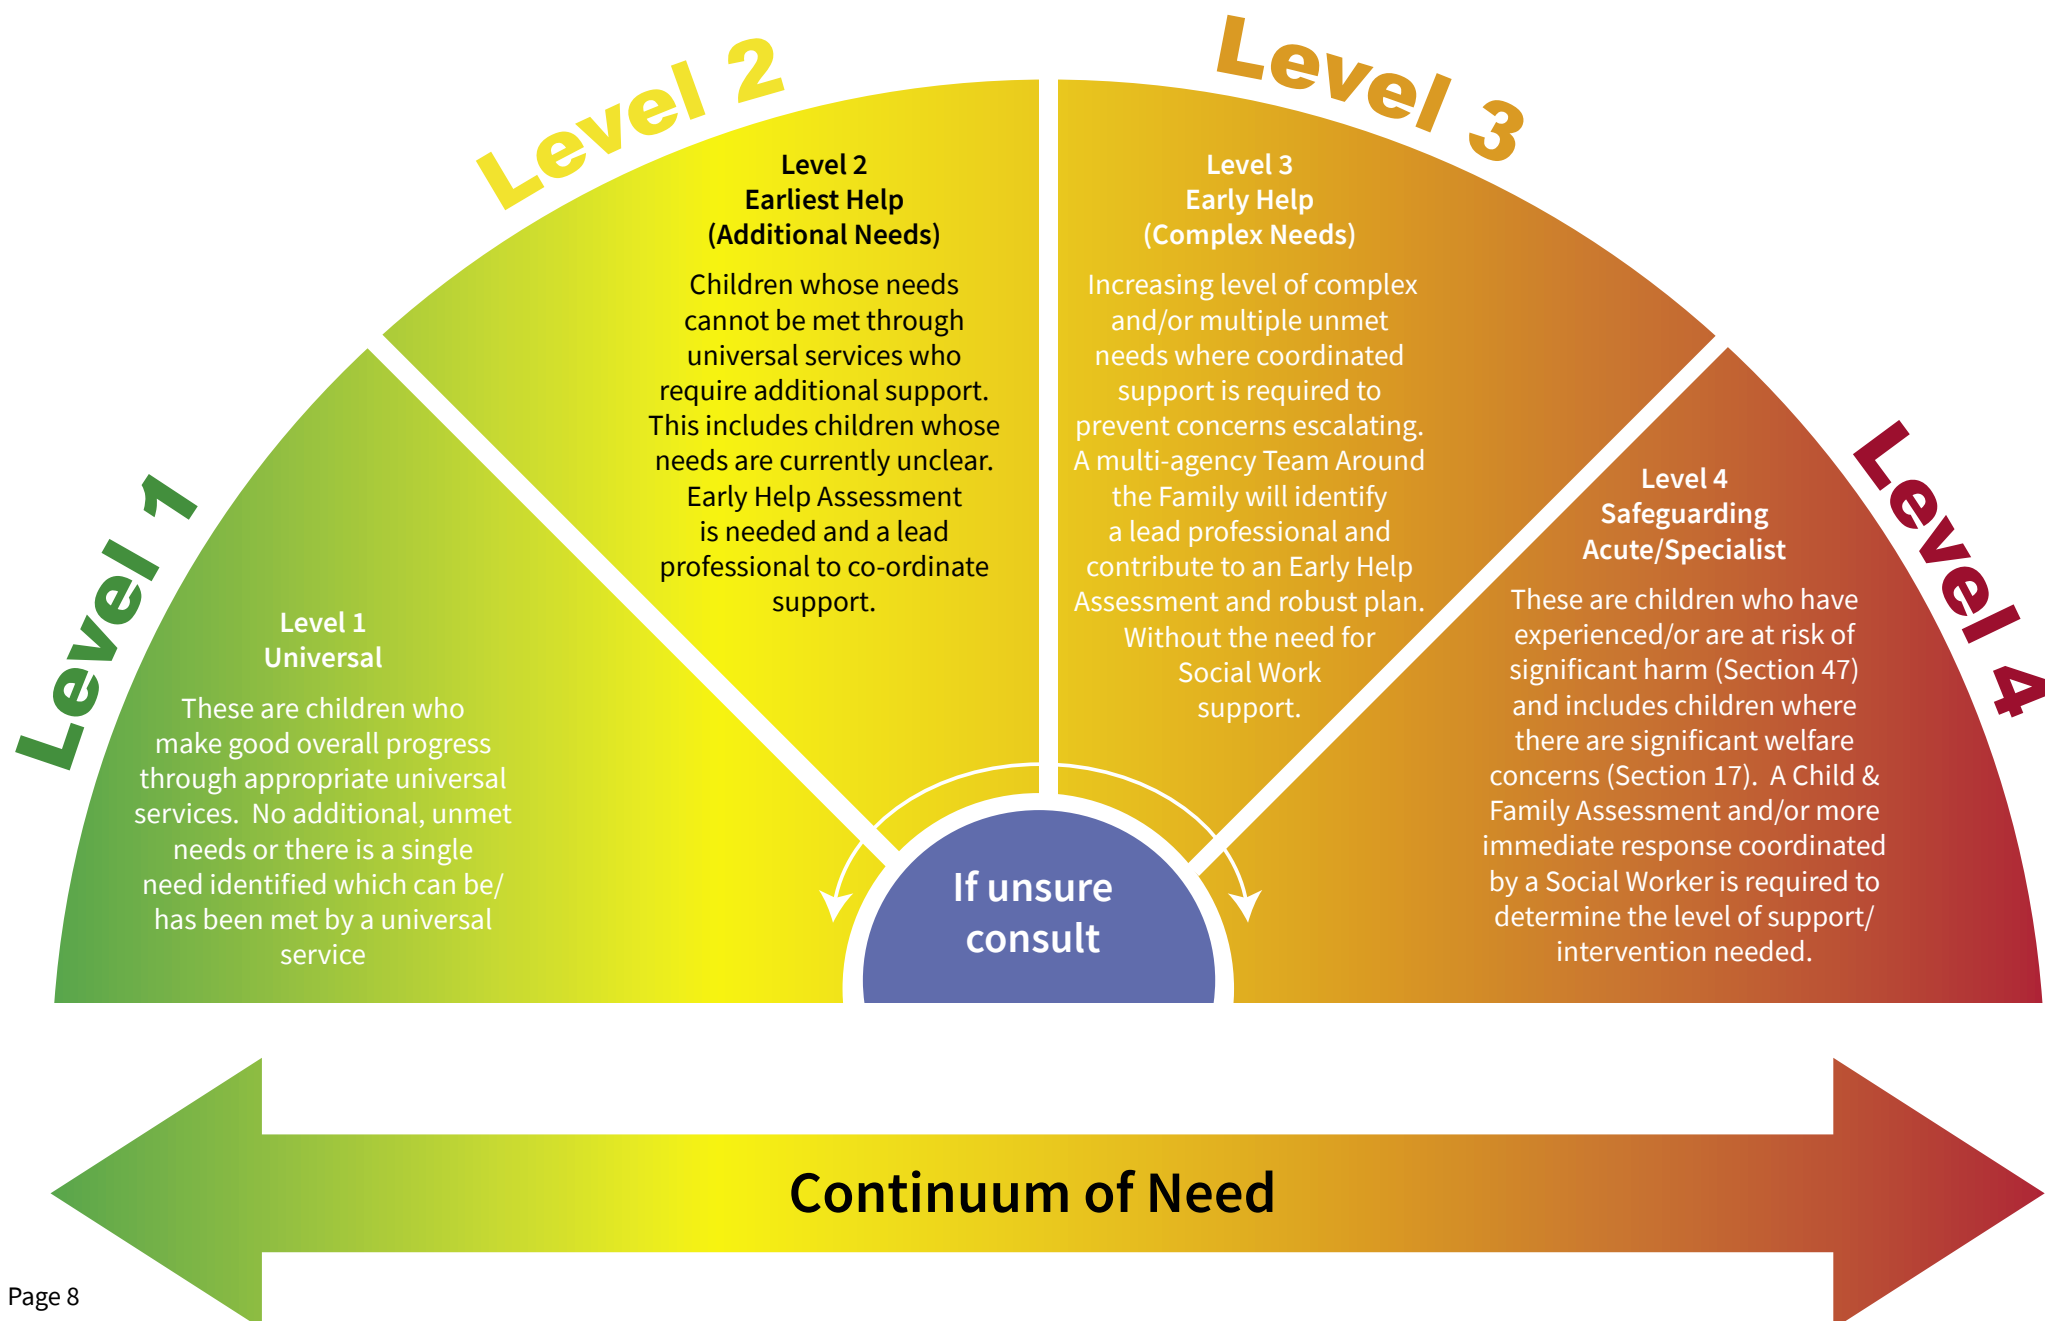 Level 1
Level 2
Level 3
Level 4
Level 1
Universal
These are children who
make good overall progress
through appropriate universal
services.  No additional, unmet
needs or there is a single
need identified which can be/
has been met by a universal
service
Level 2
Earliest Help
(Additional Needs)
Children whose needs
cannot be met through
universal services who
require additional support.
This includes children whose
needs are currently unclear.
Early Help Assessment
is needed and a lead
professional to co-ordinate
support.
Level 3
Early Help
(Complex Needs)
Increasing level of complex
and/or multiple unmet
needs where coordinated
support is required to
prevent concerns escalating.
A multi-agency Team Around
the Family will identify
a lead professional and
contribute to an Early Help
Assessment and robust plan.
Without the need for
Social Work
support.
Level 4
Safeguarding
Acute/Specialist
These are children who have
experienced/or are at risk of
significant harm (Section 47)
and includes children where
there are significant welfare
concerns (Section 17).  A Child &
Family Assessment and/or more
immediate response coordinated
by a Social Worker is required to
determine the level of support/
intervention needed.
If unsure
consult
Continuum of Need
Page 8